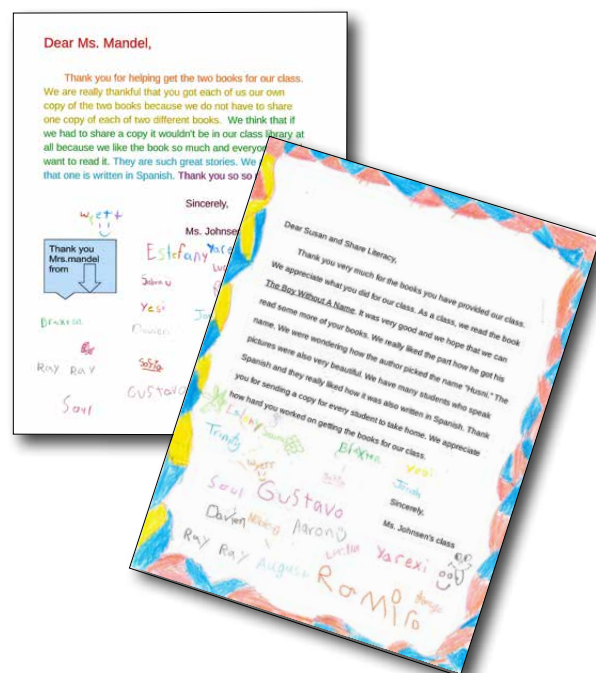 Dear Ms. Mandel,
Thank you for helping get the two books for our class.
We are really thankful that you got each of us our own
copy of the two books because we do not have to share
one copy of each of two different books. We think that if
we had to share a copy it wouldn't be in our class library at
all because we like the book so much and
want to read it. They are such great stories. We
that one is written in Spanish. Thank you so so
Sincerely,
Ms.
wyett
Thank you
Mrs.mandel
from
Estefany
Yesi
Braxton
Davien
Sofia
RAY RAY
GUSTAVO
Saul
Dear Susan and Share Literacy,
Thank you very much for the books you have provided our class.
We appreciate what you did for our class. As a class, we read the book
The Boy Without A Name. It was very good and we hope that we can
read some more of your books. We really liked the part how he got his
name. We were wondering how the author picked the name "Husni." The
pictures were also very beautiful. We have many students who speak
Spanish and they really liked how it was also written in Spanish. Thank
you for sending a copy for every student to take home. We appreciate
how hard you worked on getting the books for our class.
Trinity
Braxton
Yesi
wyett
Sincerely,
Ms. Johnsen's class
Saul
GUSTAVO
Davien
Aaron
Yarexi
RAY RAY
August
RaMiro